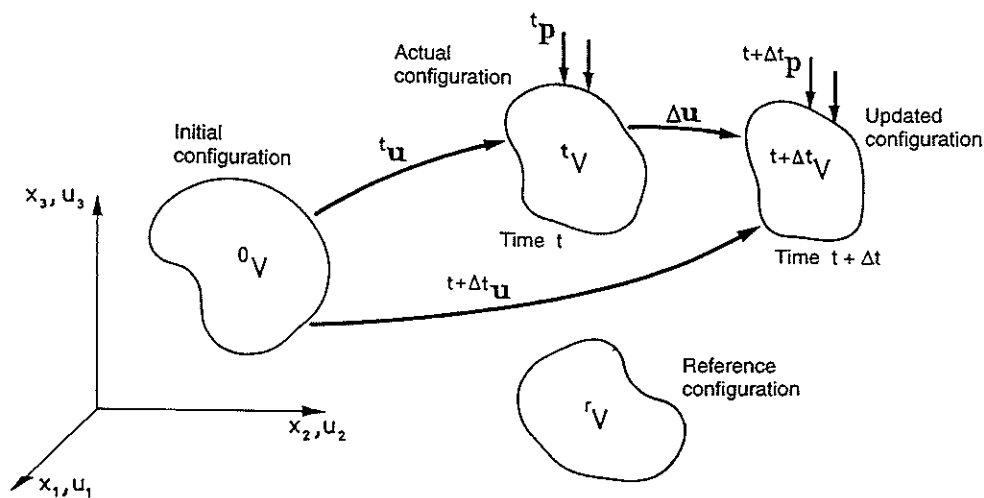 ᵗp
Actual
configuration
ᵗ⁺Δᵗp
Updated
configuration
Δu
Initial
configuration
ᵗu
ᵗV
ᵗ⁺ΔᵗV
x₃,u₃
Time t
Time t + Δt
⁰V
ᵗ⁺Δᵗu
Reference
configuration
ʳV
x₂,u₂
x₁,u₁